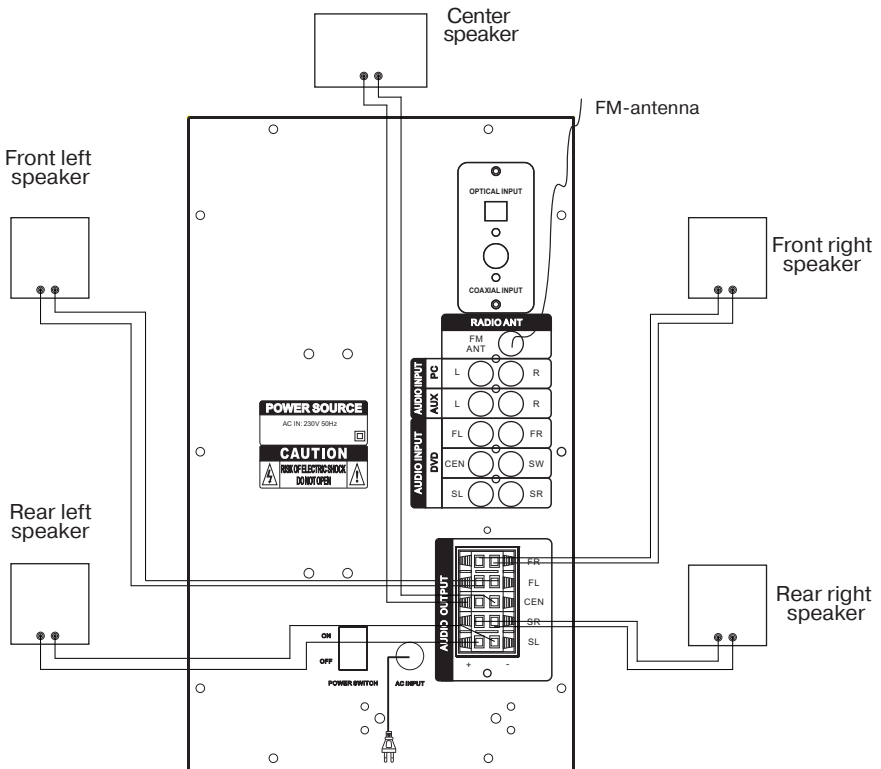 Center
speaker
FM-antenna
Front left
speaker
OPTICAL INPUT
Front right
speaker
COAXIAL INPUT
RADIO ANT
FM
ANT
AUDIO INPUT
PC
L
R
AUX
L
R
POWER SOURCE
AC IN: 230V 50Hz
CAUTION
RISK OF ELECTRIC SHOCK
DO NOT OPEN
AUDIO INPUT
DVD
FL
FR
CEN
SW
SL
SR
Rear left
speaker
AUDIO OUTPUT
FR
FL
CEN
SR
SL
+
-
Rear right
speaker
ON
OFF
POWER SWITCH
AC INPUT